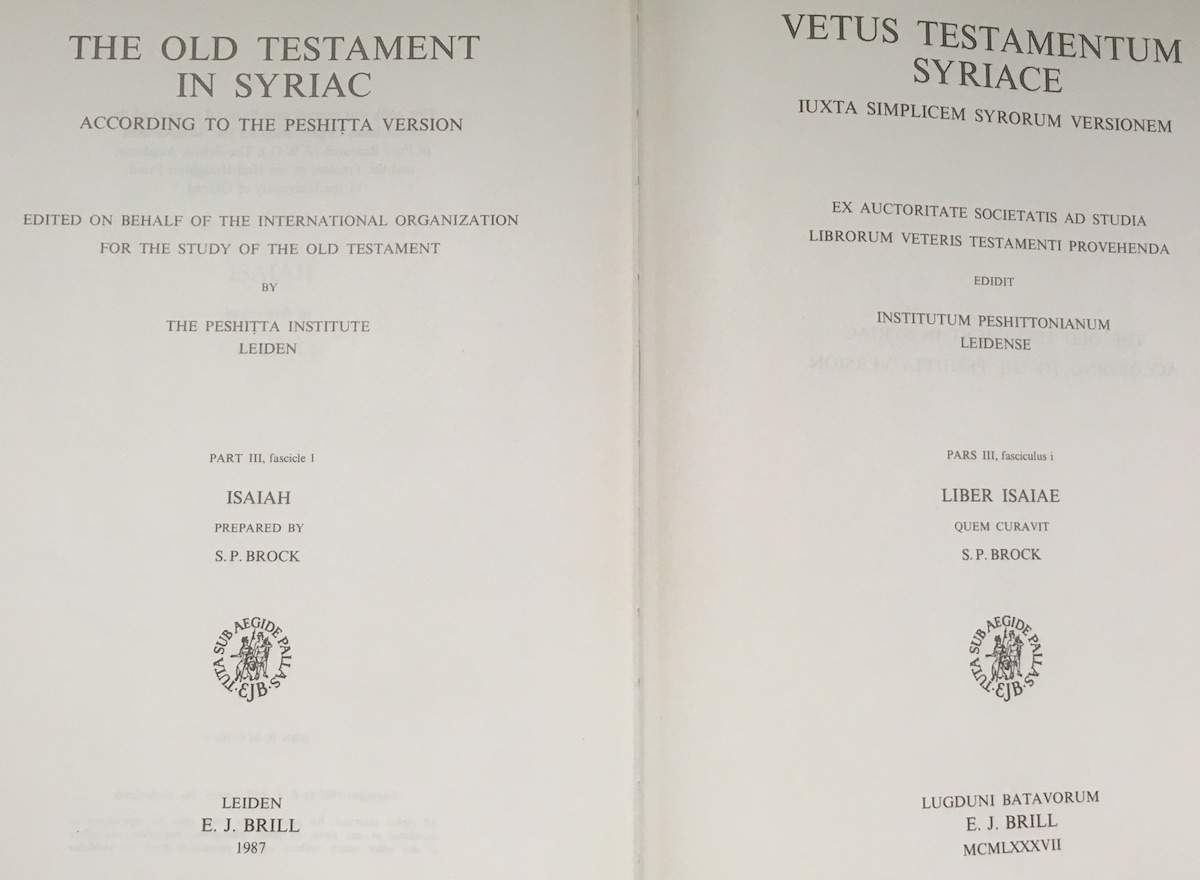 THE OLD TESTAMENT
IN SYRIAC
ACCORDING TO THE PESHIṬTA VERSION
EDITED ON BEHALF OF THE INTERNATIONAL ORGANIZATION
FOR THE STUDY OF THE OLD TESTAMENT
BY
THE PESHIṬTA INSTITUTE
LEIDEN
PART III, fascicle 1
ISAIAH
PREPARED BY
S. P. BROCK
TUTA SUB AEGIDE PALLAS · EJB ·
LEIDEN
E. J. BRILL
1987
VETUS TESTAMENTUM
SYRIACE
IUXTA SIMPLICEM SYRORUM VERSIONEM
EX AUCTORITATE SOCIETATIS AD STUDIA
LIBRORUM VETERIS TESTAMENTI PROVEHENDA
EDIDIT
INSTITUTUM PESHITTONIANUM
LEIDENSE
PARS III, fasciculus i
LIBER ISAIAE
QUEM CURAVIT
S. P. BROCK
TUTA SUB AEGIDE PALLAS · EJB ·
LUGDUNI BATAVORUM
E. J. BRILL
MCMLXXXVII